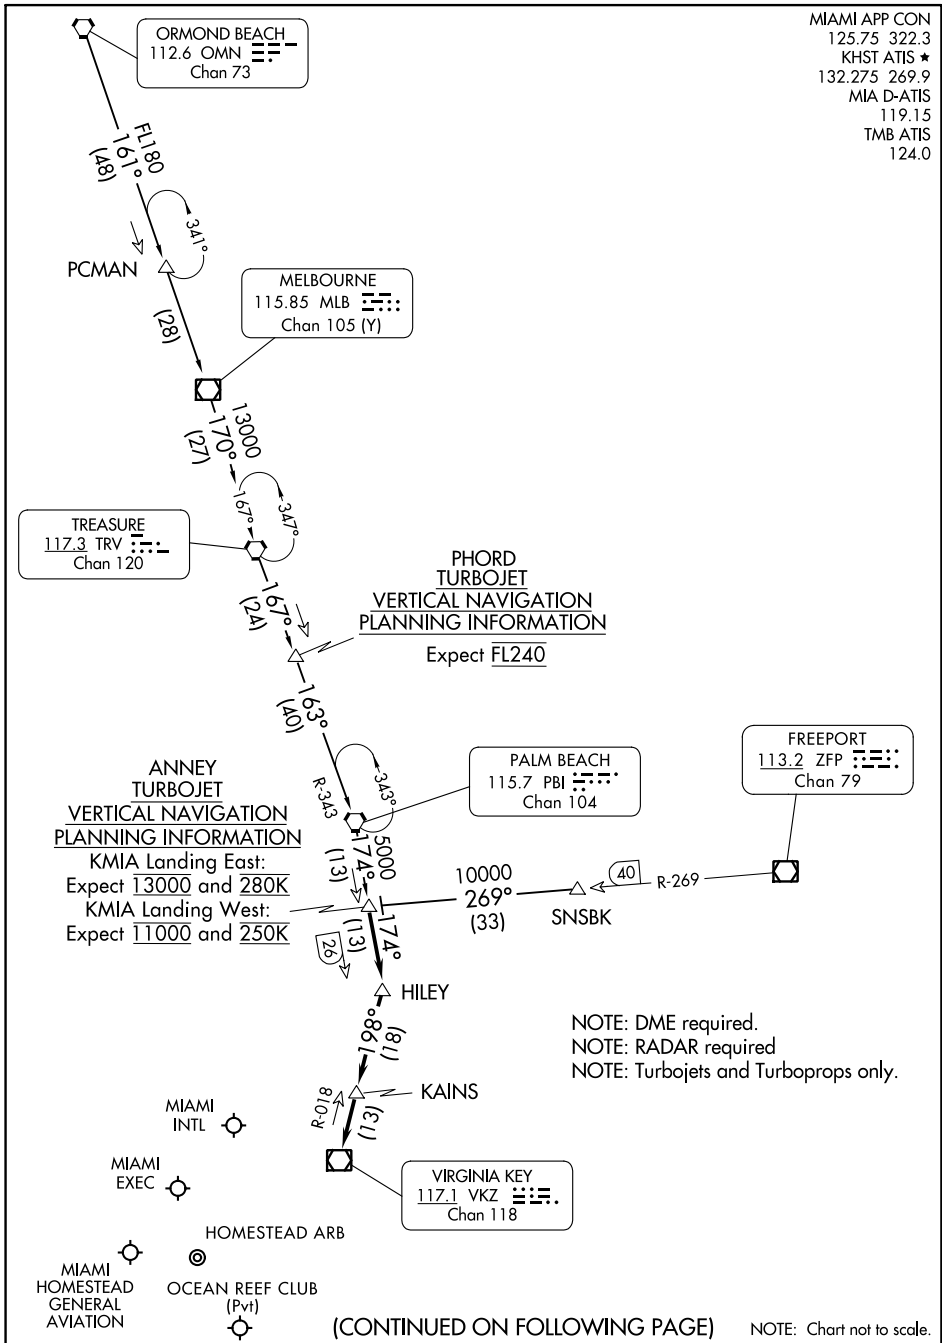 MIAMI APP CON
125.75 322.3
KHST ATIS ★
132.275 269.9
MIA D-ATIS
119.15
TMB ATIS
124.0
ORMOND BEACH
112.6 OMN
Chan 73
FL180
161°
(48)
341°
PCMAN
(28)
MELBOURNE
115.85 MLB
Chan 105 (Y)
13000
170°
(27)
167°
347°
TREASURE
117.3 TRV
Chan 120
167°
(24)
PHORD
TURBOJET
VERTICAL NAVIGATION
PLANNING INFORMATION
Expect FL240
163°
(40)
R-343
343°
PALM BEACH
115.7 PBI
Chan 104
FREEPORT
113.2 ZFP
Chan 79
ANNEY
TURBOJET
VERTICAL NAVIGATION
PLANNING INFORMATION
KMIA Landing East:
Expect 13000 and 280K
KMIA Landing West:
Expect 11000 and 250K
5000
174°
(13)
10000
269°
(33)
40
R-269
SNSBK
174°
(13)
26
HILEY
198°
(18)
NOTE: DME required.
NOTE: RADAR required
NOTE: Turbojets and Turboprops only.
KAINS
R-018
(13)
VIRGINIA KEY
117.1 VKZ
Chan 118
MIAMI
INTL
MIAMI
EXEC
HOMESTEAD ARB
MIAMI
HOMESTEAD
GENERAL
AVIATION
OCEAN REEF CLUB
(Pvt)
(CONTINUED ON FOLLOWING PAGE)
NOTE: Chart not to scale.